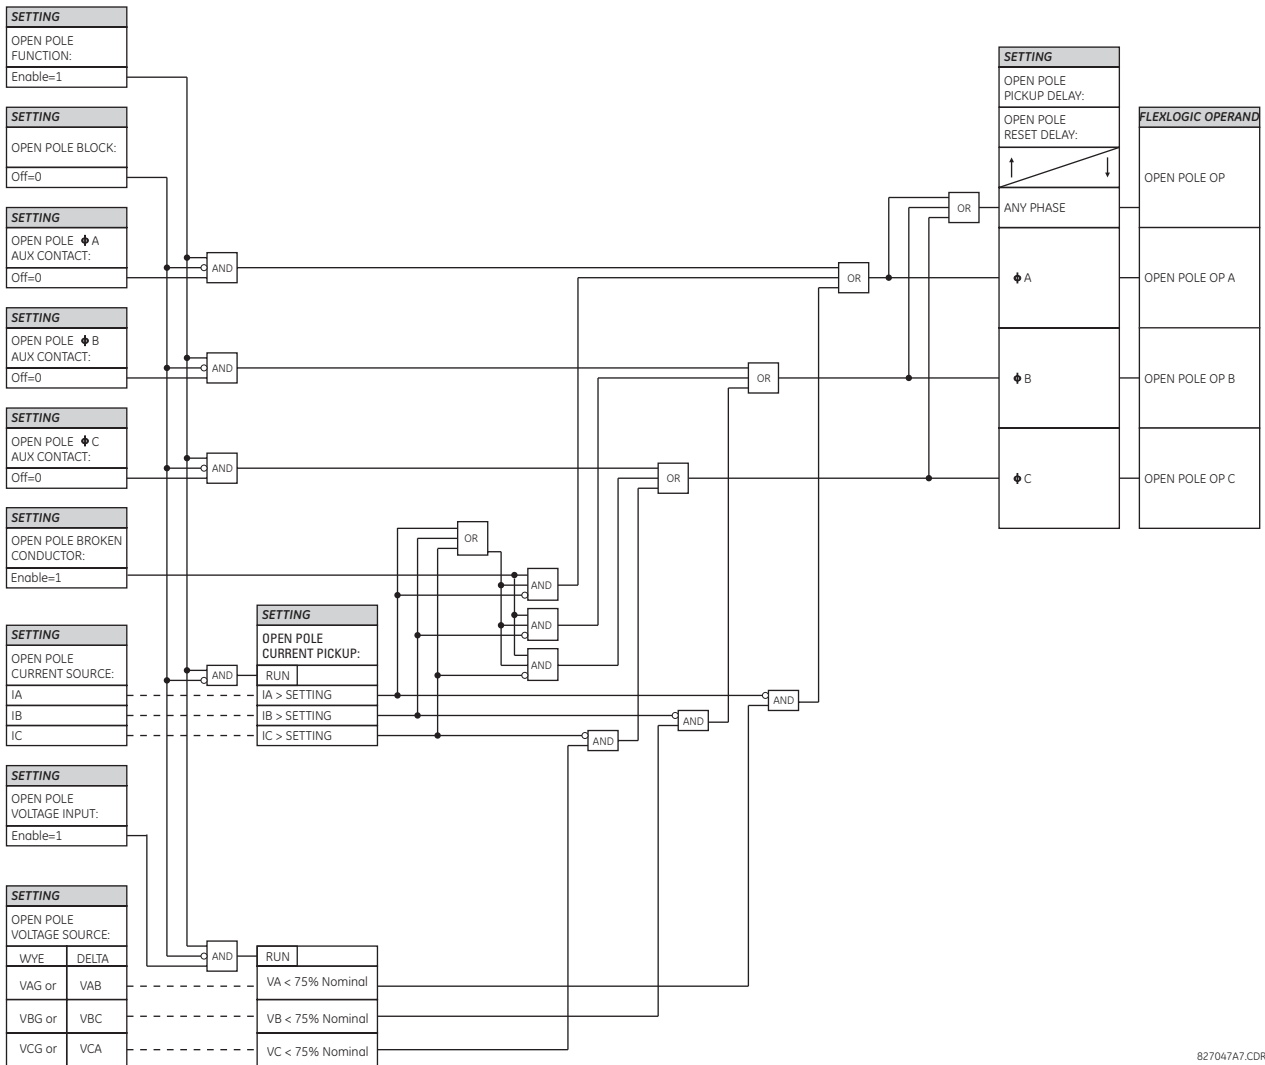 SETTING
OPEN POLE
FUNCTION:
Enable=1
SETTING
OPEN POLE BLOCK:
Off=0
SETTING
OPEN POLE ɸ A
AUX CONTACT:
Off=0
AND
SETTING
OPEN POLE ɸ B
AUX CONTACT:
Off=0
AND
SETTING
OPEN POLE ɸ C
AUX CONTACT:
Off=0
AND
SETTING
OPEN POLE BROKEN
CONDUCTOR:
Enable=1
SETTING
OPEN POLE
CURRENT SOURCE:
IA
IB
IC
AND
SETTING
OPEN POLE
CURRENT PICKUP:
RUN
IA > SETTING
IB > SETTING
IC > SETTING
OR
AND
AND
AND
AND
AND
AND
OR
OR
OR
OR
SETTING
OPEN POLE
VOLTAGE INPUT:
Enable=1
SETTING
OPEN POLE
VOLTAGE SOURCE:
WYE DELTA
VAG or VAB
VBG or VBC
VCG or VCA
AND
RUN
VA < 75% Nominal
VB < 75% Nominal
VC < 75% Nominal
SETTING
OPEN POLE
PICKUP DELAY:
OPEN POLE
RESET DELAY:
ANY PHASE
ɸ A
ɸ B
ɸ C
FLEXLOGIC OPERAND
OPEN POLE OP
OPEN POLE OP A
OPEN POLE OP B
OPEN POLE OP C
827047A7.CDR